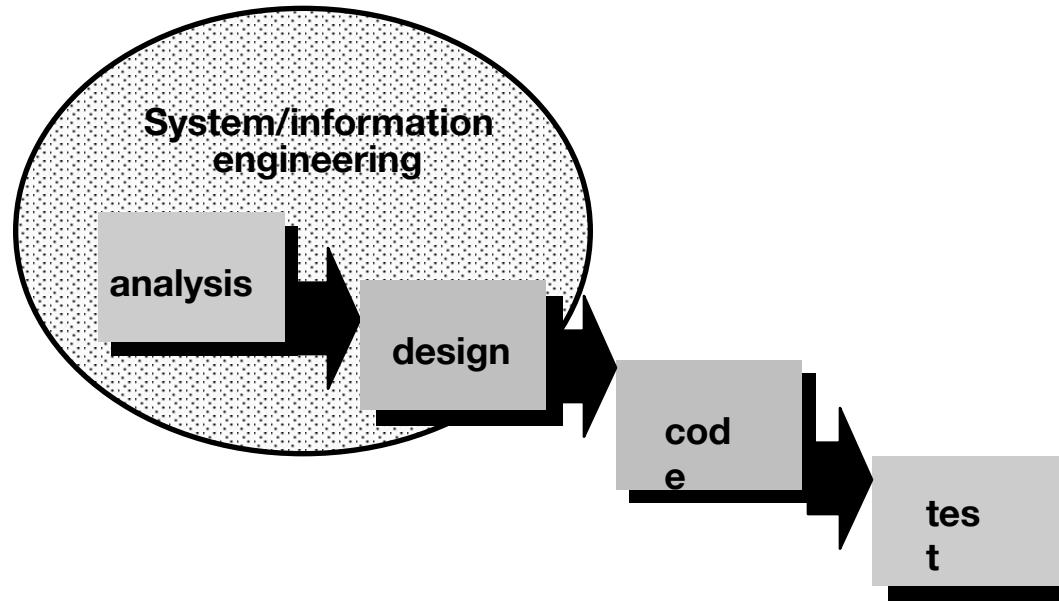 System/information
engineering
analysis
design
cod
e
tes
t